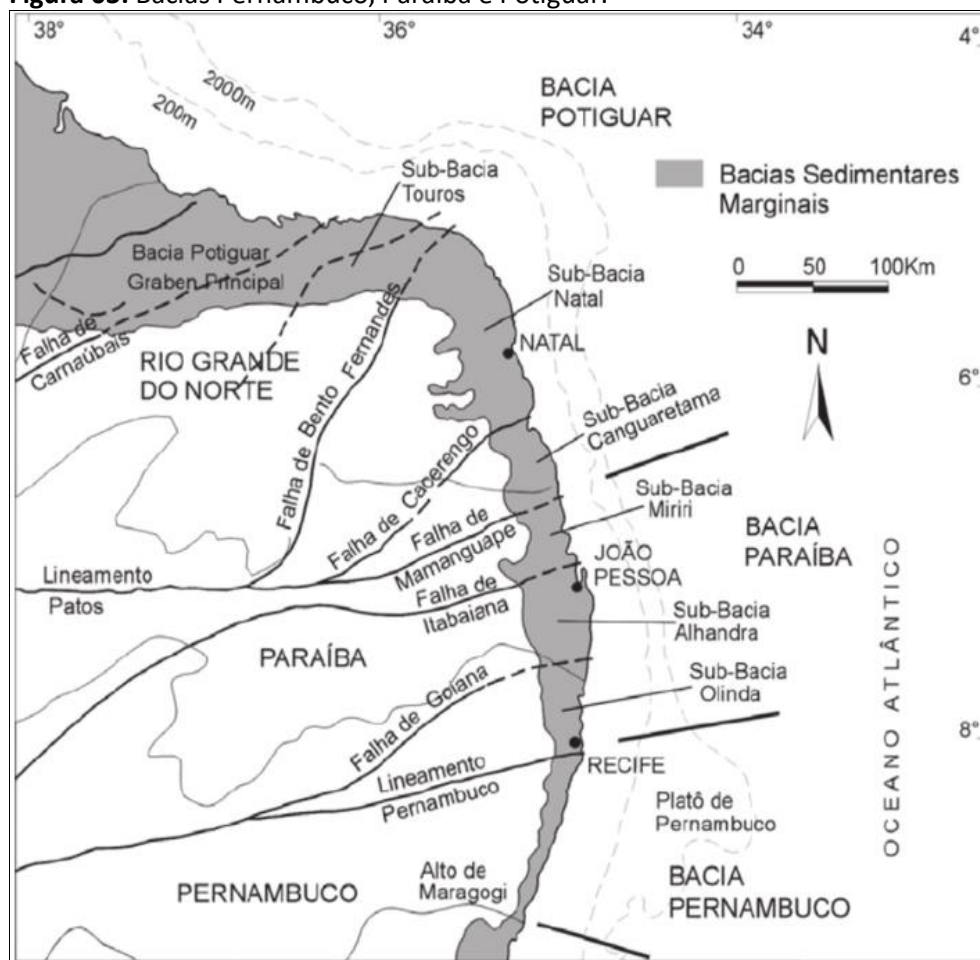 Figura 03. Bacias Pernambuco, Paraíba e Potiguar.
38°
36°
34°
4°
2000m
200m
BACIA
POTIGUAR
Sub-Bacia
Touros
Bacias Sedimentares
Marginais
0 50 100Km
Bacia Potiguar
Graben Principal
Sub-Bacia
Natal
NATAL
N
Falha de
Carnaúbais
RIO GRANDE
DO NORTE
Falha de Bento Fernandes
6°
Sub-Bacia
Canguaretama
Falha de Cacerengo
Sub-Bacia
Miriri
Falha de
Mamanguape
BACIA
PARAÍBA
JOÃO
PESSOA
Lineamento
Patos
Falha de
Itabaiana
Sub-Bacia
Alhandra
PARAÍBA
OCEANO ATLÂNTICO
Sub-Bacia
Olinda
Falha de Goiana
8°
RECIFE
Lineamento
Pernambuco
Platô de
Pernambuco
Alto de
Maragogi
PERNAMBUCO
BACIA
PERNAMBUCO